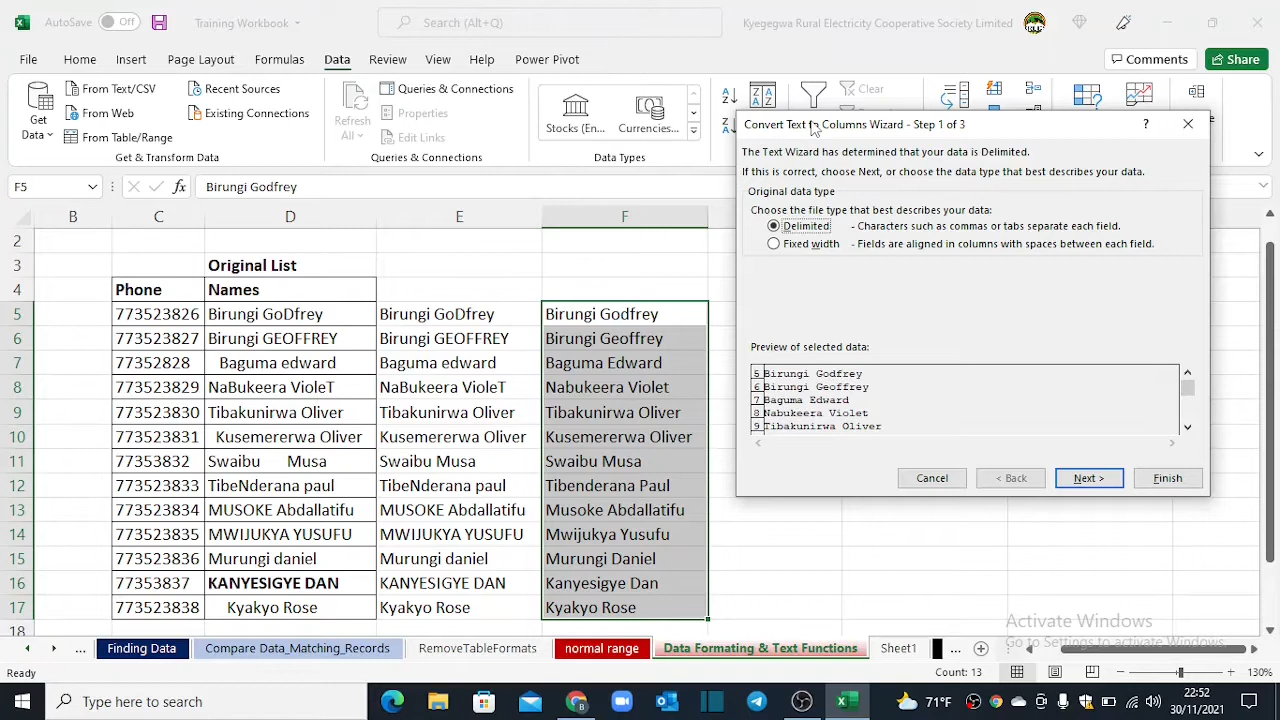 AutoSave Off Training Workbook Search (Alt+Q) Kyegegwa Rural Electricity Cooperative Society Limited
File Home Insert Page Layout Formulas Data Review View Help Power Pivot Comments Share
Get Data
From Text/CSV
From Web
From Table/Range
Recent Sources
Existing Connections
Get & Transform Data
Refresh All
Queries & Connections
Properties
Edit Links
Queries & Connections
Stocks (En... Currencies...
Data Types
Clear
F5 fx Birungi Godfrey
Convert Text to Columns Wizard - Step 1 of 3 ?
The Text Wizard has determined that your data is Delimited.
If this is correct, choose Next, or choose the data type that best describes your data.
Original data type
Choose the file type that best describes your data:
Delimited - Characters such as commas or tabs separate each field.
Fixed width - Fields are aligned in columns with spaces between each field.
Preview of selected data:
5 Birungi Godfrey
6 Birungi Geoffrey
7 Baguma Edward
8 Nabukeera Violet
9 Tibakunirwa Oliver
Cancel < Back Next > Finish
B C D E F
2
3 Original List
4 Phone Names
5 773523826 Birungi GoDfrey Birungi GoDfrey Birungi Godfrey
6 773523827 Birungi GEOFFREY Birungi GEOFFREY Birungi Geoffrey
7 77352828 Baguma edward Baguma edward Baguma Edward
8 773523829 NaBukeera VioleT NaBukeera VioleT Nabukeera Violet
9 773523830 Tibakunirwa Oliver Tibakunirwa Oliver Tibakunirwa Oliver
10 773523831 Kusemererwa Oliver Kusemererwa Oliver Kusemererwa Oliver
11 77353832 Swaibu Musa Swaibu Musa Swaibu Musa
12 773523833 TibeNderana paul TibeNderana paul Tibenderana Paul
13 773523834 MUSOKE Abdallatifu MUSOKE Abdallatifu Musoke Abdallatifu
14 773523835 MWIJUKYA YUSUFU MWIJUKYA YUSUFU Mwijukya Yusufu
15 773523836 Murungi daniel Murungi daniel Murungi Daniel
16 77353837 KANYESIGYE DAN KANYESIGYE DAN Kanyesigye Dan
17 773523838 Kyakyo Rose Kyakyo Rose Kyakyo Rose
18
Activate Windows
Go to Settings to activate Windows.
... Finding Data Compare Data_Matching_Records RemoveTableFormats normal range Data Formating & Text Functions Sheet1 ...
Ready Count: 13 130%
Type here to search 71°F 22:52
30/11/2021